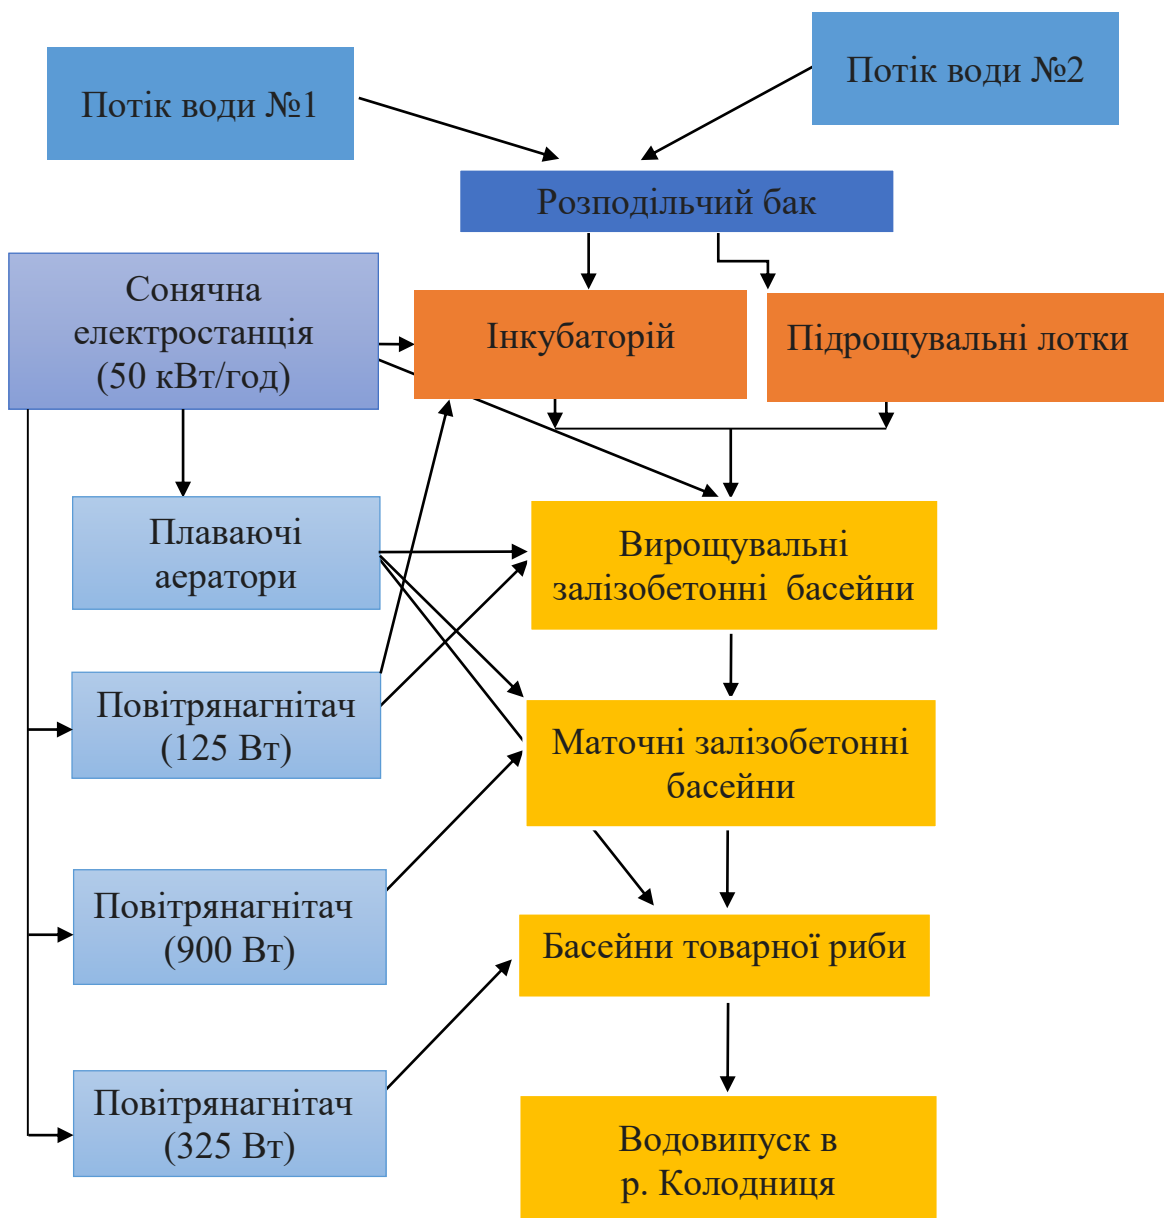 Потік води №1
Потік води №2
Розподільчий бак
Сонячна
електростанція
(50 кВт/год)
Інкубаторій
Підрощувальні лотки
Плаваючі
аератори
Вирощувальні
залізобетонні басейни
Повітрянагнітач
(125 Вт)
Маточні залізобетонні
басейни
Повітрянагнітач
(900 Вт)
Басейни товарної риби
Повітрянагнітач
(325 Вт)
Водовипуск в
р. Колодниця